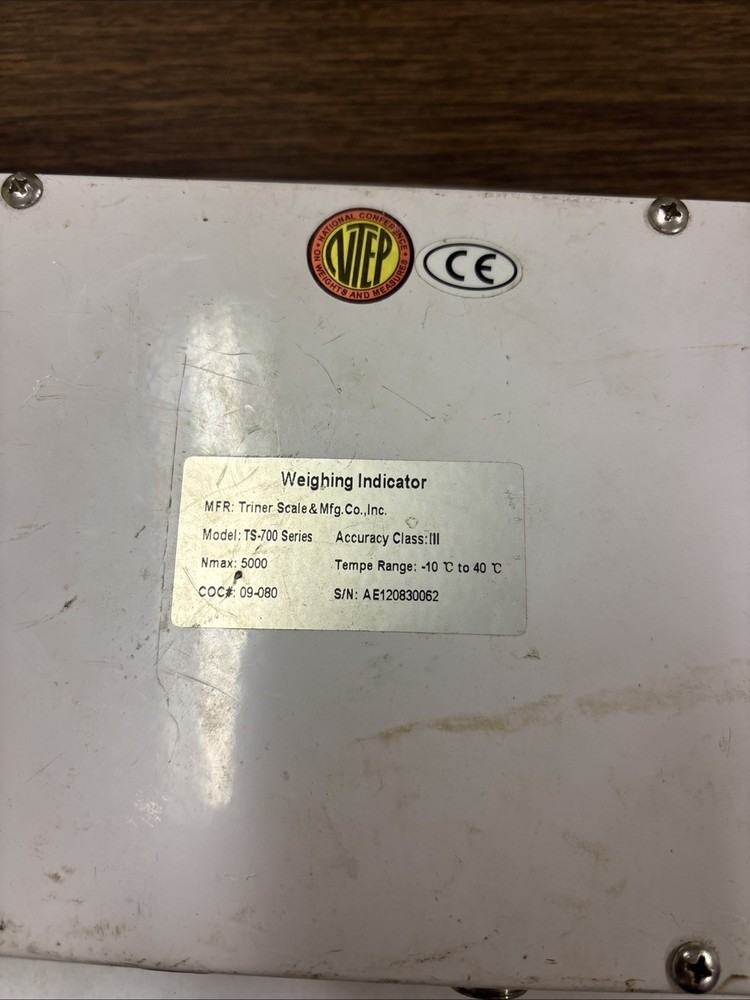 NATIONAL CONFERENCE
NTEP
ON WEIGHTS AND MEASURES
CE
Weighing Indicator
MFR: Triner Scale & Mfg.Co.,Inc.
Model: TS-700 Series Accuracy Class:III
Nmax: 5000 Tempe Range: -10 ℃ to 40 ℃
COC#: 09-080 S/N: AE120830062